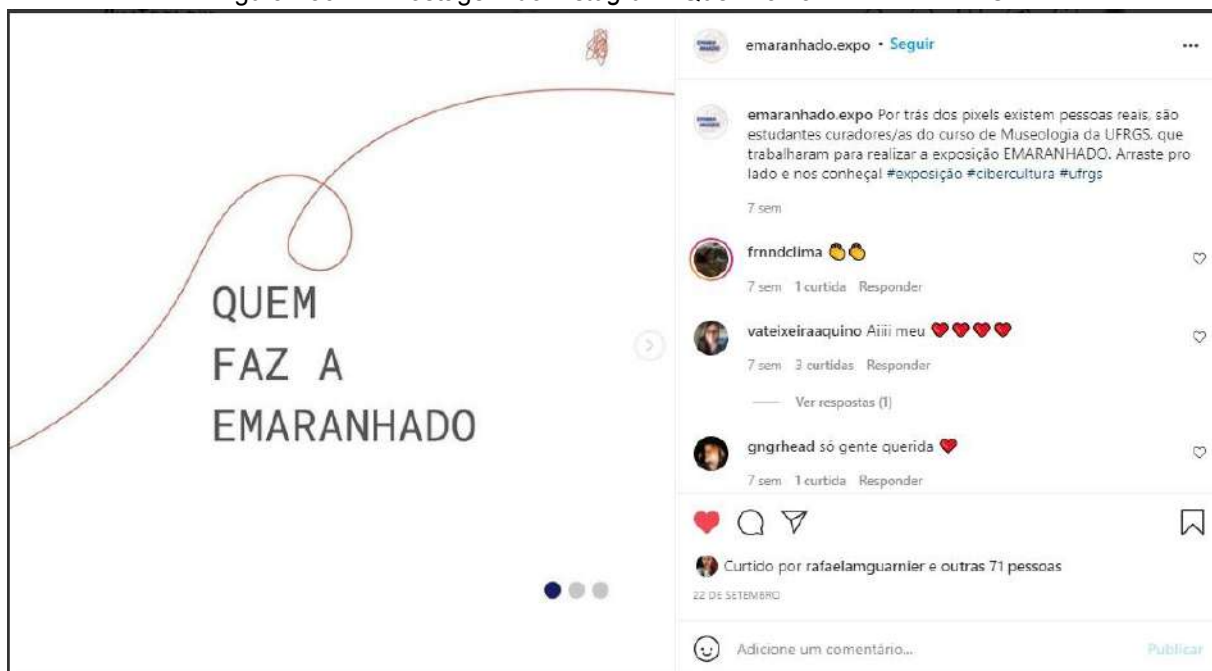 QUEM
FAZ A
EMARANHADO
emaranhado.expo • Seguir
emaranhado.expo Por trás dos pixels existem pessoas reais, são
estudantes curadores/as do curso de Museologia da UFRGS, que
trabalharam para realizar a exposição EMARANHADO. Arraste pro
lado e nos conheça! #exposição #cibercultura #ufrgs
7 sem
frnndclima 👏👏
7 sem 1 curtida Responder
vateixeiraaquino Aiiii meu ❤❤❤❤
7 sem 3 curtidas Responder
Ver respostas (1)
gngrhead só gente querida ❤
7 sem 1 curtida Responder
Curtido por rafaelamguarnier e outras 71 pessoas
22 DE SETEMBRO
Adicione um comentário...
Publicar